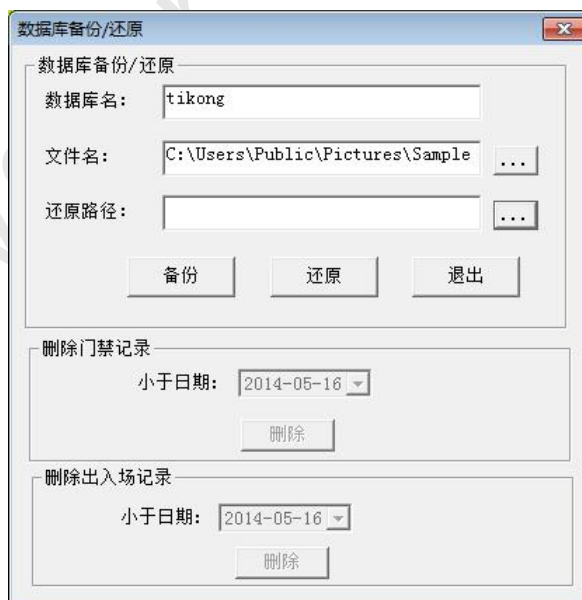 数据库备份/还原
数据库备份/还原
数据库名： tikong
文件名： C:\Users\Public\Pictures\Sample ...
还原路径： ...
备份 还原 退出
删除门禁记录
小于日期： 2014-05-16
删除
删除出入场记录
小于日期： 2014-05-16
删除